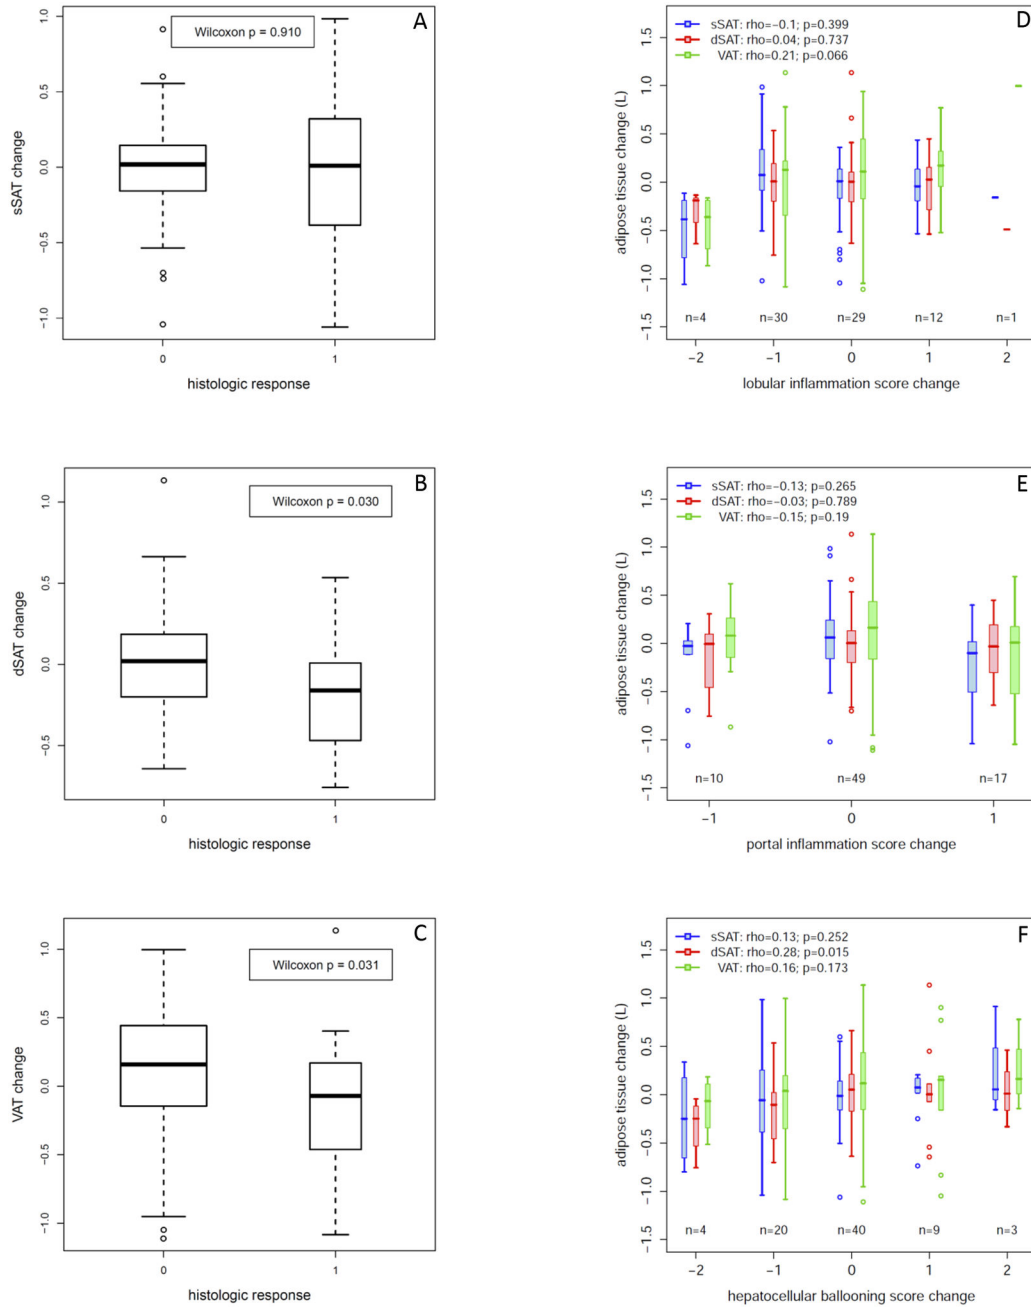 A
Wilcoxon p = 0.910
sSAT change
1.0
0.5
0.0
−0.5
−1.0
0
1
histologic response
D
sSAT: rho=−0.1; p=0.399
dSAT: rho=0.04; p=0.737
VAT: rho=0.21; p=0.066
adipose tissue change (L)
1.5
1.0
0.5
0.0
−0.5
−1.0
−1.5
n=4 n=30 n=29 n=12 n=1
−2 −1 0 1 2
lobular inflammation score change
B
Wilcoxon p = 0.030
dSAT change
1.0
0.5
0.0
−0.5
0
1
histologic response
E
sSAT: rho=−0.13; p=0.265
dSAT: rho=−0.03; p=0.789
VAT: rho=−0.15; p=0.19
adipose tissue change (L)
1.5
1.0
0.5
0.0
−0.5
−1.0
−1.5
n=10 n=49 n=17
−1 0 1
portal inflammation score change
C
Wilcoxon p = 0.031
VAT change
1.0
0.5
0.0
−0.5
−1.0
0
1
histologic response
F
sSAT: rho=0.13; p=0.252
dSAT: rho=0.28; p=0.015
VAT: rho=0.16; p=0.173
adipose tissue change (L)
1.5
1.0
0.5
0.0
−0.5
−1.0
−1.5
n=4 n=20 n=40 n=9 n=3
−2 −1 0 1 2
hepatocellular ballooning score change